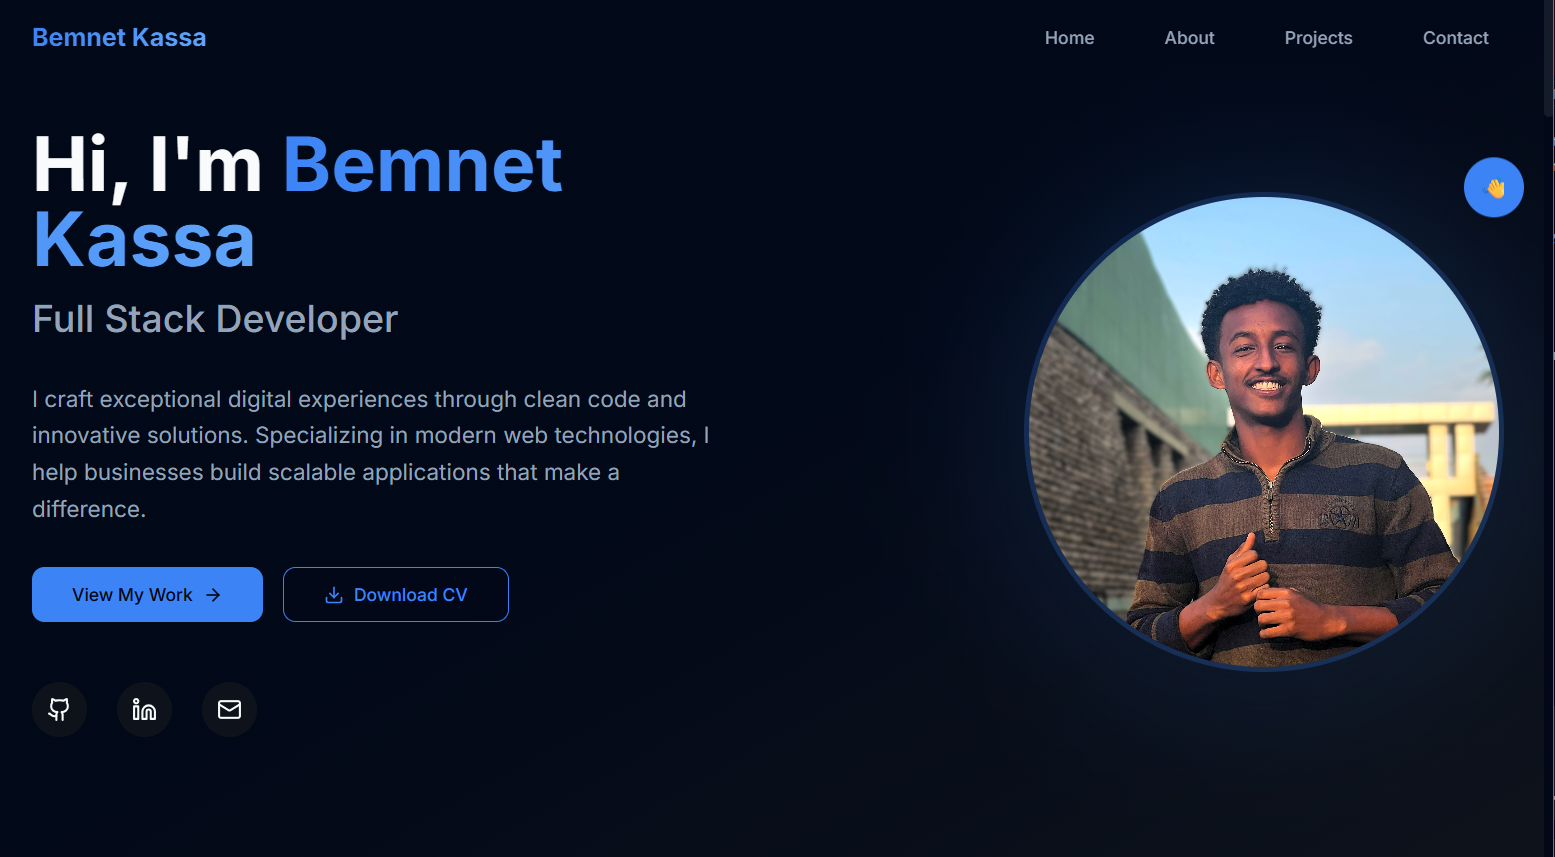 Bemnet Kassa
Home About Projects Contact
Hi, I'm Bemnet
Kassa
Full Stack Developer
I craft exceptional digital experiences through clean code and
innovative solutions. Specializing in modern web technologies, I
help businesses build scalable applications that make a
difference.
View My Work → Download CV